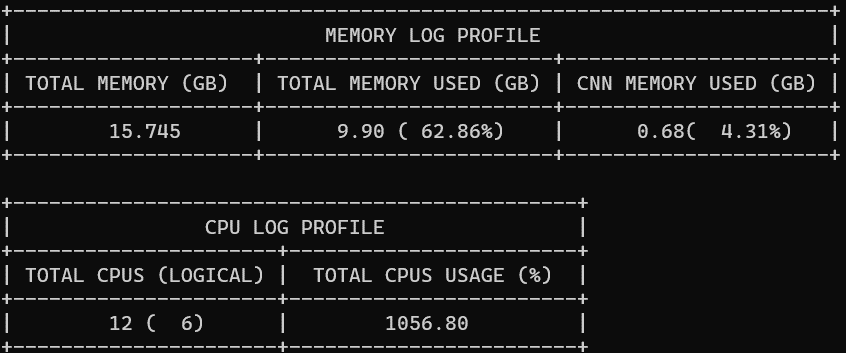 MEMORY LOG PROFILE
TOTAL MEMORY (GB) | TOTAL MEMORY USED (GB) | CNN MEMORY USED (GB)
15.745 | 9.90 ( 62.86%) | 0.68(  4.31%)
CPU LOG PROFILE
TOTAL CPUS (LOGICAL) | TOTAL CPUS USAGE (%)
12 (  6) | 1056.80